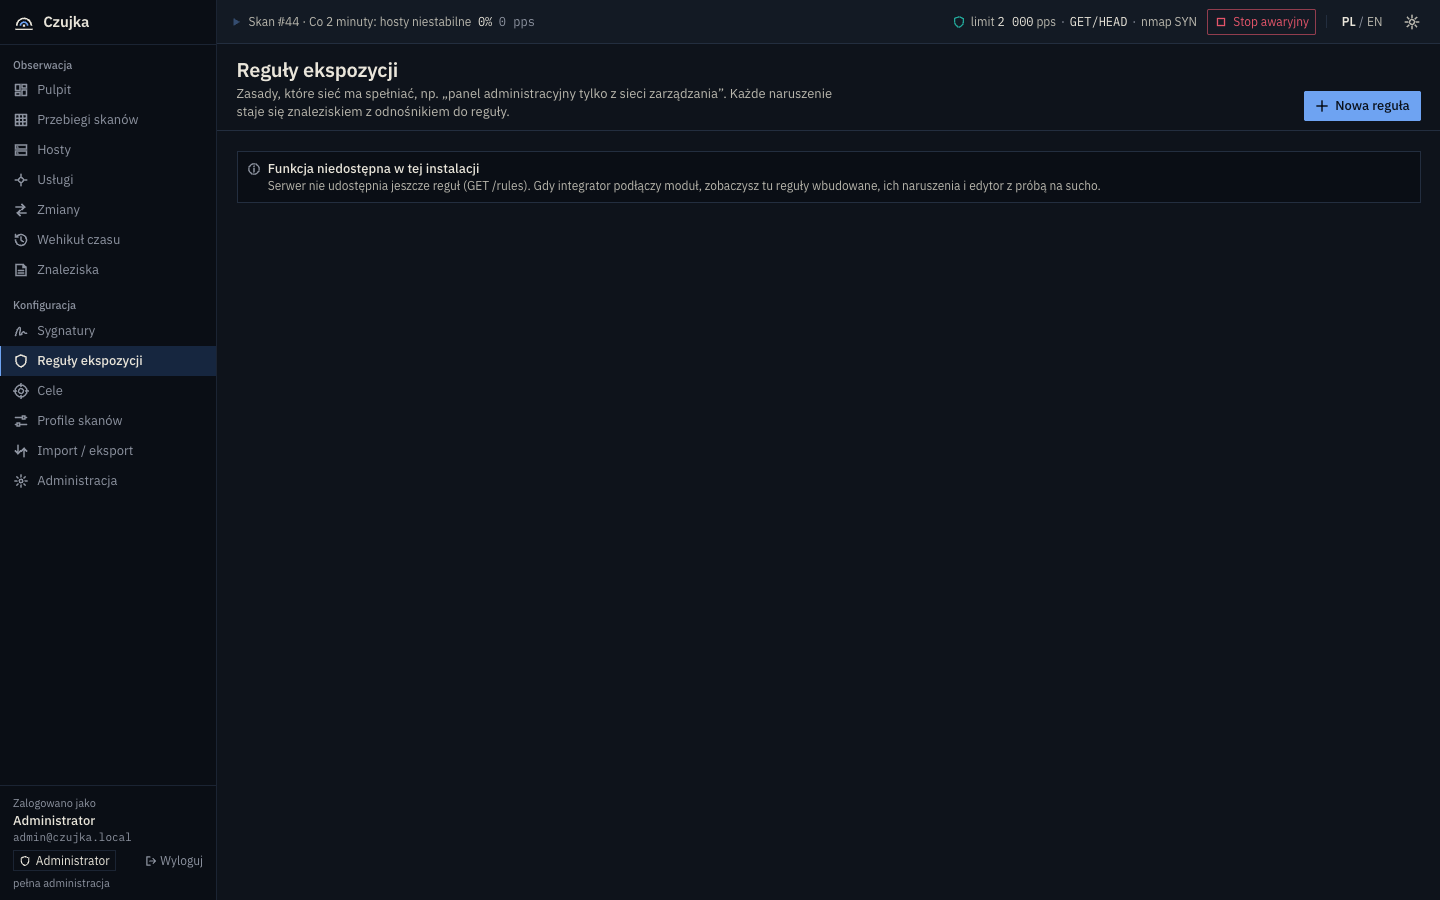 Czujka
Skan #44 · Co 2 minuty: hosty niestabilne 0% 0 pps
limit 2 000 pps · GET/HEAD · nmap SYN
Stop awaryjny
PL / EN
Obserwacja
Pulpit
Przebiegi skanów
Hosty
Usługi
Zmiany
Wehikuł czasu
Znaleziska
Konfiguracja
Sygnatury
Reguły ekspozycji
Cele
Profile skanów
Import / eksport
Administracja
Zalogowano jako
Administrator
admin@czujka.local
Administrator
Wyloguj
pełna administracja
Reguły ekspozycji
Zasady, które sieć ma spełniać, np. „panel administracyjny tylko z sieci zarządzania”. Każde naruszenie
staje się znaleziskiem z odnośnikiem do reguły.
Nowa reguła
Funkcja niedostępna w tej instalacji
Serwer nie udostępnia jeszcze reguł (GET /rules). Gdy integrator podłączy moduł, zobaczysz tu reguły wbudowane, ich naruszenia i edytor z próbą na sucho.